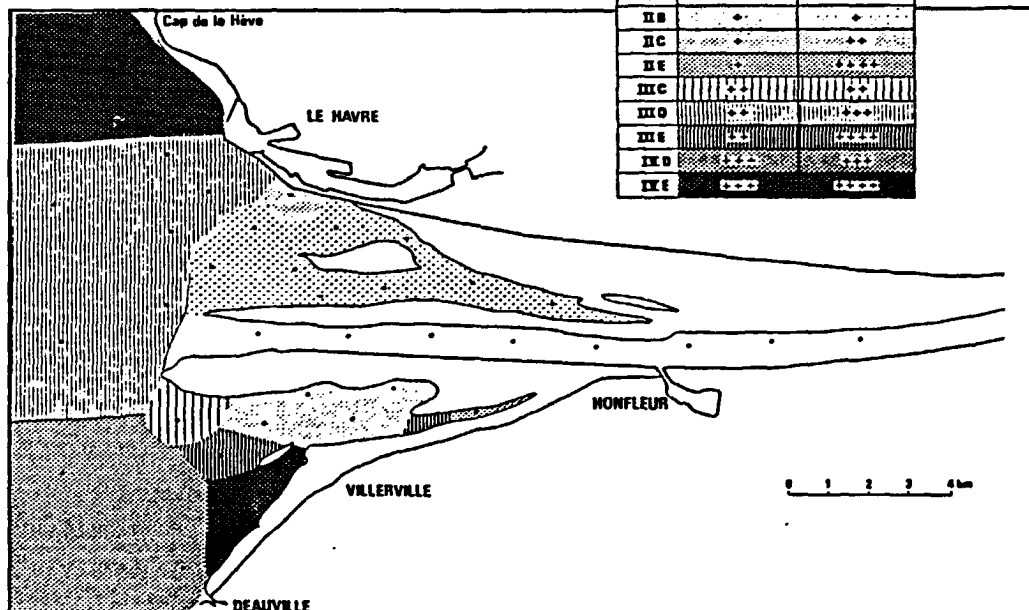 Cap de la Hève
LE HAVRE
II B + +
II C + ++
II E + ++++
III C ++ ++
III D ++ +++
III E ++ ++++
IV D +++ +++
IV E +++ ++++
HONFLEUR
VILLERVILLE
0 1 2 3 4 km
DEAUVILLE